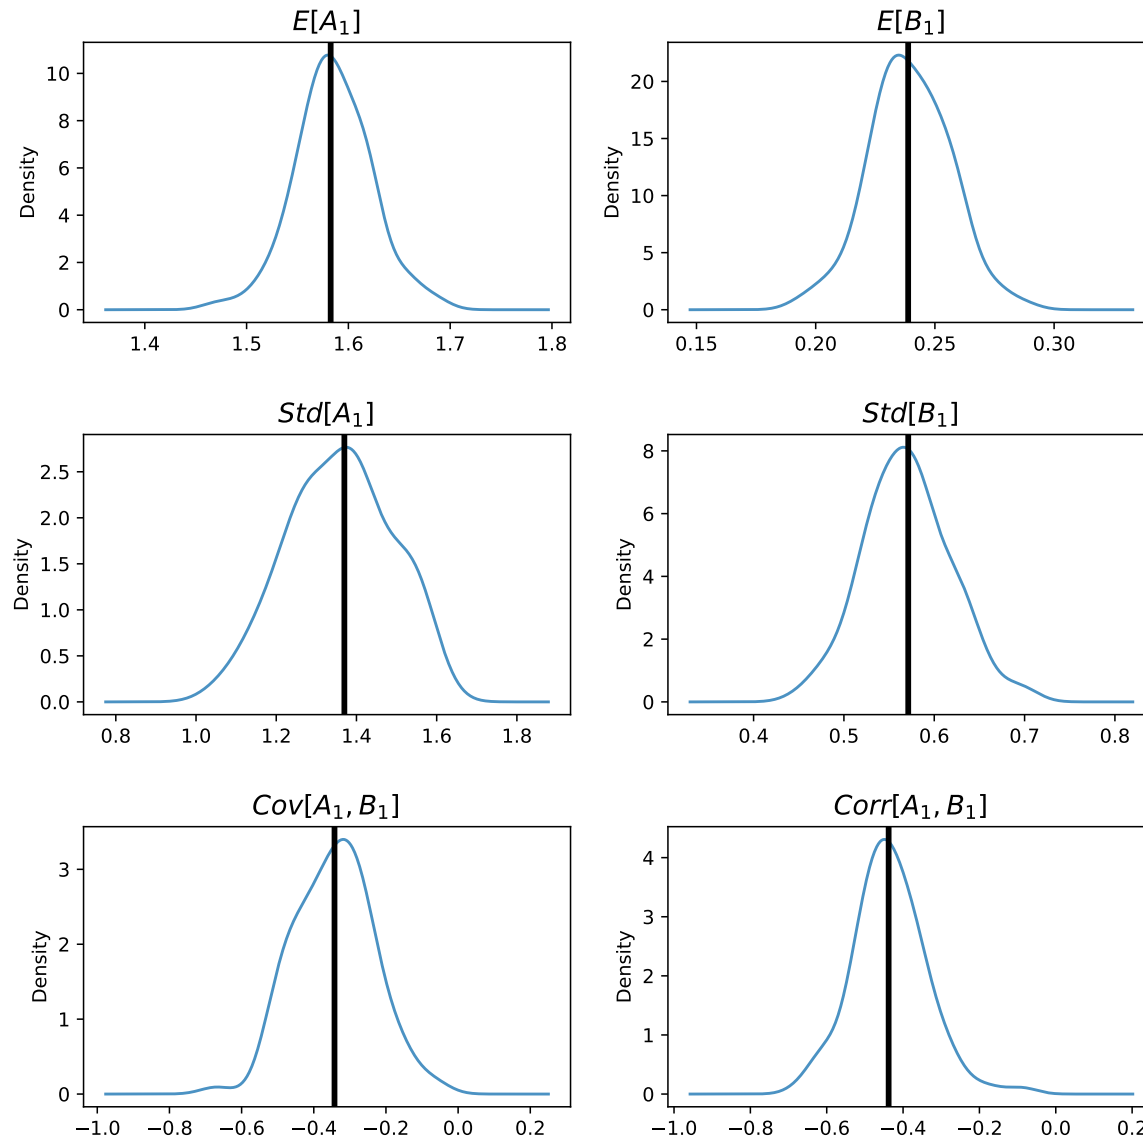 E[A₁]
Density
10
8
6
4
2
0
1.4 1.5 1.6 1.7 1.8
E[B₁]
Density
20
15
10
5
0
0.15 0.20 0.25 0.30
Std[A₁]
Density
2.5
2.0
1.5
1.0
0.5
0.0
0.8 1.0 1.2 1.4 1.6 1.8
Std[B₁]
Density
8
6
4
2
0
0.4 0.5 0.6 0.7 0.8
Cov[A₁, B₁]
Density
3
2
1
0
−1.0 −0.8 −0.6 −0.4 −0.2 0.0 0.2
Corr[A₁, B₁]
Density
4
3
2
1
0
−1.0 −0.8 −0.6 −0.4 −0.2 0.0 0.2